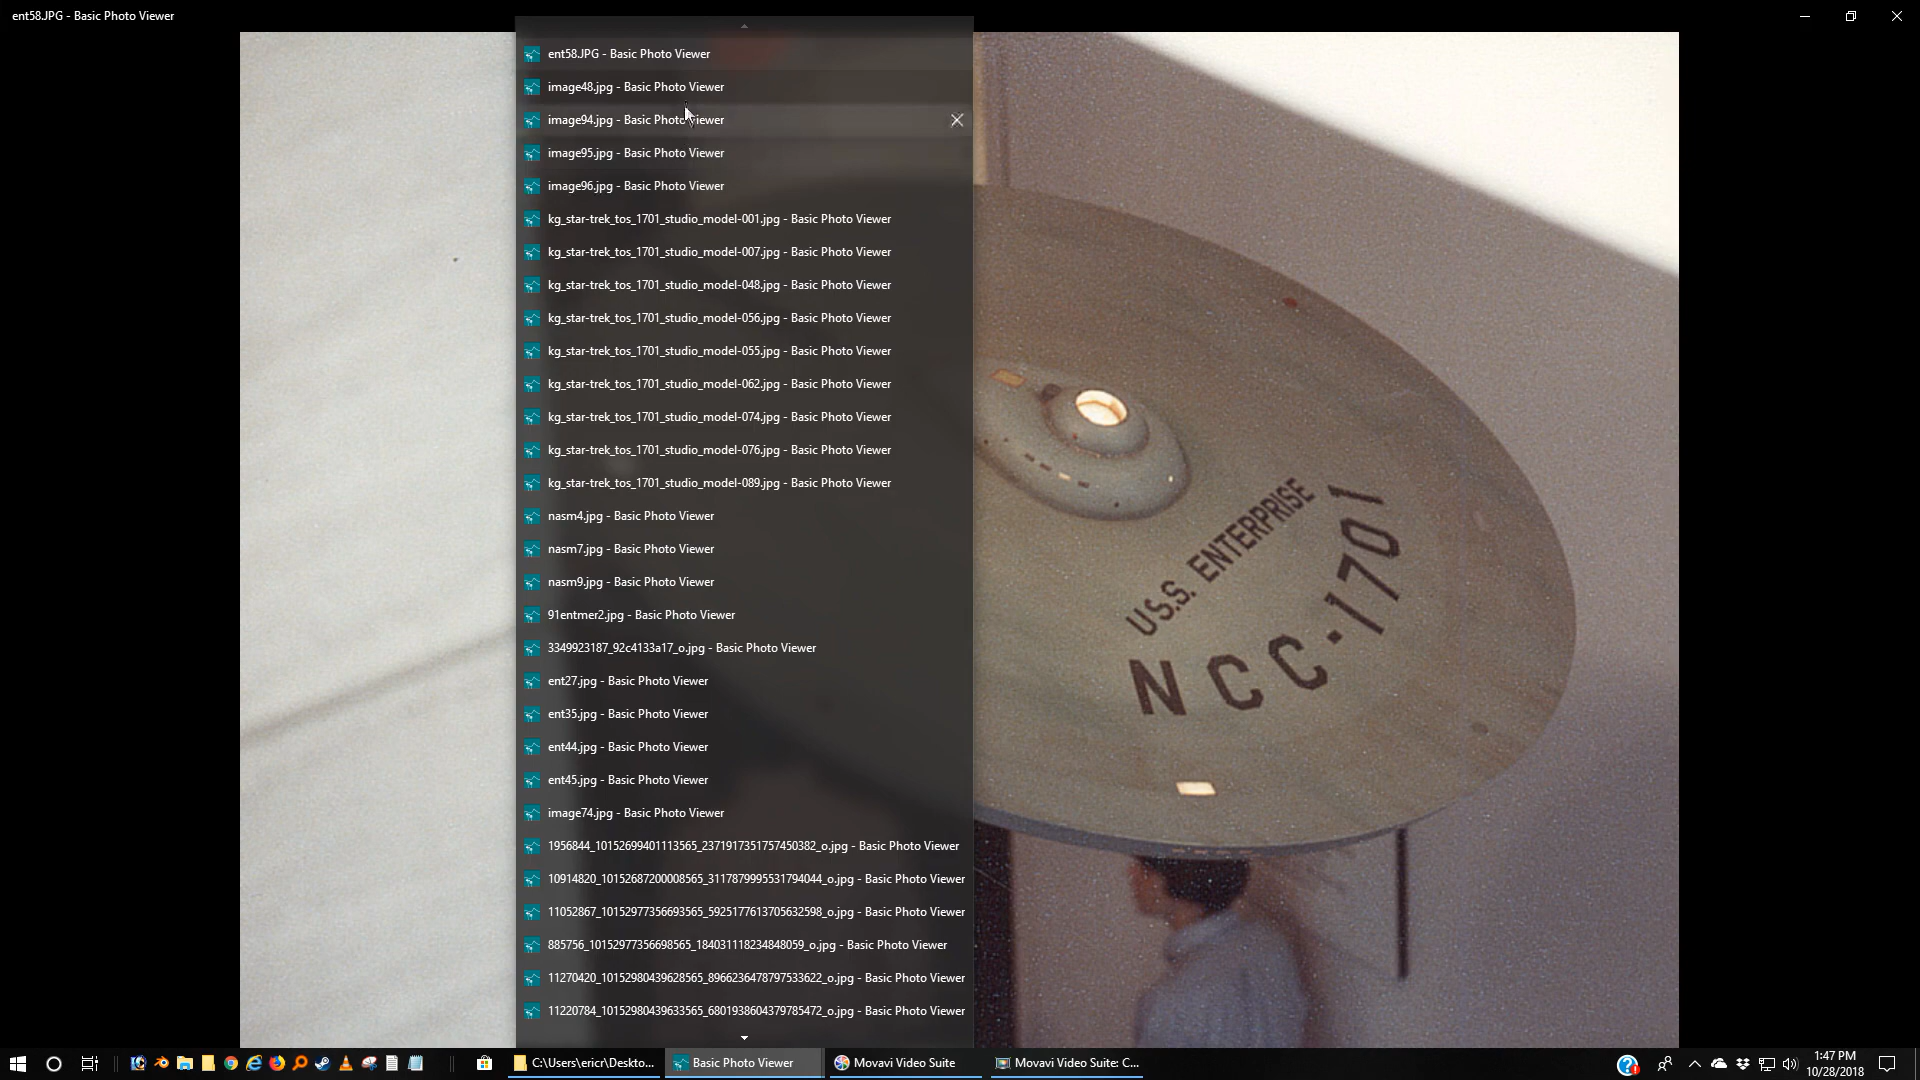 ent58.JPG - Basic Photo Viewer
ent58.JPG - Basic Photo Viewer
image48.jpg - Basic Photo Viewer
image94.jpg - Basic Photo Viewer
image95.jpg - Basic Photo Viewer
image96.jpg - Basic Photo Viewer
kg_star-trek_tos_1701_studio_model-001.jpg - Basic Photo Viewer
kg_star-trek_tos_1701_studio_model-007.jpg - Basic Photo Viewer
kg_star-trek_tos_1701_studio_model-048.jpg - Basic Photo Viewer
kg_star-trek_tos_1701_studio_model-056.jpg - Basic Photo Viewer
kg_star-trek_tos_1701_studio_model-055.jpg - Basic Photo Viewer
kg_star-trek_tos_1701_studio_model-062.jpg - Basic Photo Viewer
kg_star-trek_tos_1701_studio_model-074.jpg - Basic Photo Viewer
kg_star-trek_tos_1701_studio_model-076.jpg - Basic Photo Viewer
kg_star-trek_tos_1701_studio_model-089.jpg - Basic Photo Viewer
nasm4.jpg - Basic Photo Viewer
nasm7.jpg - Basic Photo Viewer
nasm9.jpg - Basic Photo Viewer
91entmer2.jpg - Basic Photo Viewer
3349923187_92c4133a17_o.jpg - Basic Photo Viewer
ent27.jpg - Basic Photo Viewer
ent35.jpg - Basic Photo Viewer
ent44.jpg - Basic Photo Viewer
ent45.jpg - Basic Photo Viewer
image74.jpg - Basic Photo Viewer
1956844_10152699401113565_2371917351757450382_o.jpg - Basic Photo Viewer
10914820_10152687200008565_3117879995531794044_o.jpg - Basic Photo Viewer
11052867_10152977356693565_5925177613705632598_o.jpg - Basic Photo Viewer
885756_10152977356698565_184031118234848059_o.jpg - Basic Photo Viewer
11270420_10152980439628565_8966236478797533622_o.jpg - Basic Photo Viewer
11220784_10152980439633565_6801938604379785472_o.jpg - Basic Photo Viewer
U.S.S. ENTERPRISE
NCC-1701
C:\Users\ericr\Deskto...
Basic Photo Viewer
Movavi Video Suite
Movavi Video Suite: C...
1:47 PM
10/28/2018